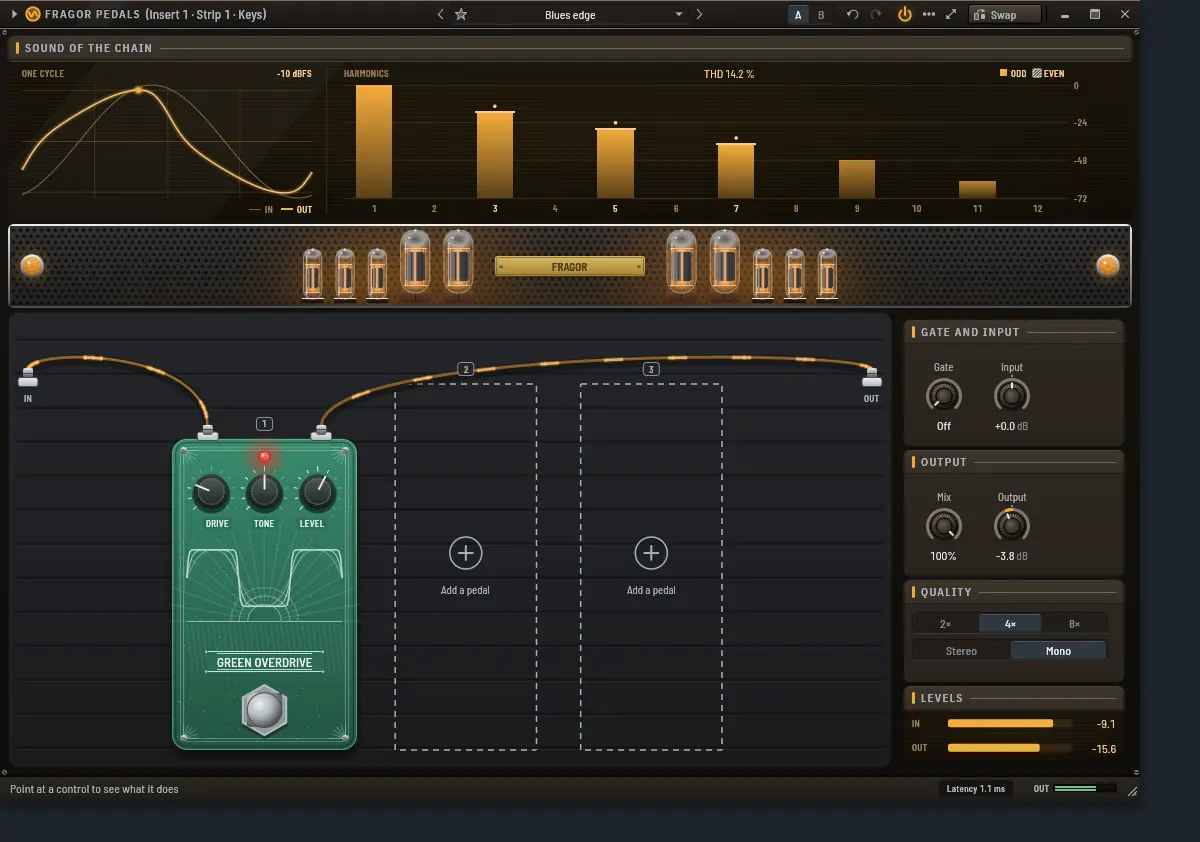 FRAGOR PEDALS (Insert 1 · Strip 1 · Keys)
Blues edge
A B
Swap
SOUND OF THE CHAIN
ONE CYCLE
-10 dBFS
HARMONICS
THD 14.2 %
ODD EVEN
0
-24
-48
-72
IN OUT
1 2 3 4 5 6 7 8 9 10 11 12
FRAGOR
IN
OUT
1
2
3
DRIVE TONE LEVEL
GREEN OVERDRIVE
Add a pedal
Add a pedal
GATE AND INPUT
Gate Input
Off +0.0 dB
OUTPUT
Mix Output
100% -3.8 dB
QUALITY
2× 4× 8×
Stereo Mono
LEVELS
IN -9.1
OUT -15.6
Point at a control to see what it does
Latency 1.1 ms
OUT